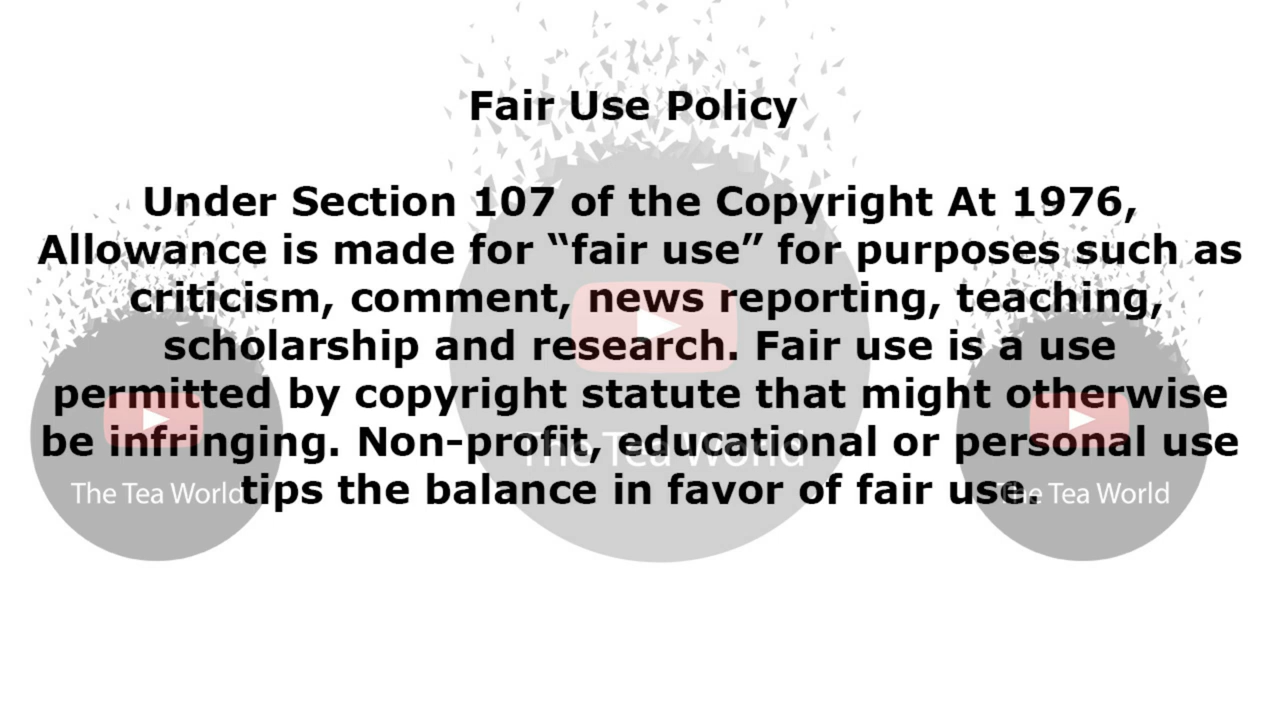 Fair Use Policy
Under Section 107 of the Copyright At 1976,
Allowance is made for “fair use” for purposes such as
criticism, comment, news reporting, teaching,
scholarship and research. Fair use is a use
permitted by copyright statute that might otherwise
be infringing. Non-profit, educational or personal use
tips the balance in favor of fair use.
The Tea World
The Tea World
The Tea World